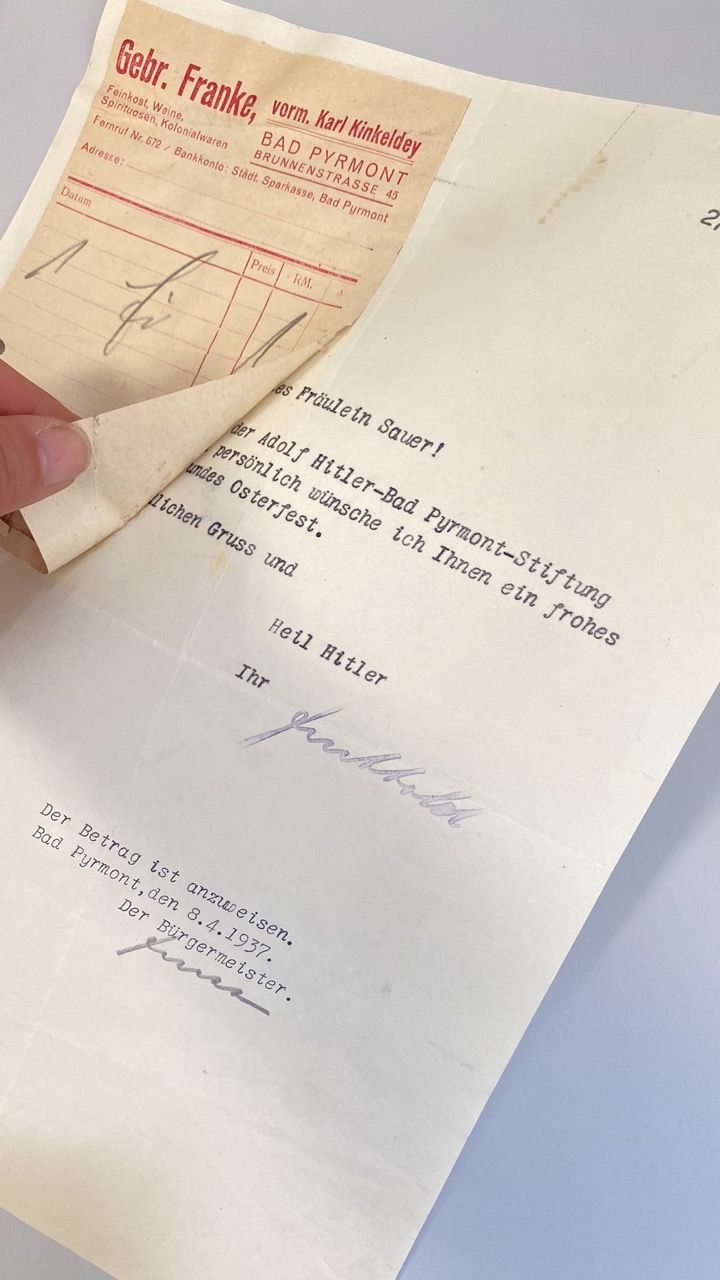 Gebr. Franke, vorm. Karl Kinkeldey
Feinkost, Weine,
Spirituosen, Kolonialwaren
BAD PYRMONT
BRUNNENSTRASSE 45
Fernruf Nr. 672 / Bankkonto: Städt. Sparkasse, Bad Pyrmont
Adresse:
Datum
Preis RM.
1
es Fräulein Sauer!
der Adolf Hitler-Bad Pyrmont-Stiftung
persönlich wünsche ich Ihnen ein frohes
undes Osterfest.
lichen Gruss und
Heil Hitler
Ihr
Der Betrag ist anzuweisen.
Bad Pyrmont, den 8.4.1937.
Der Bürgermeister.